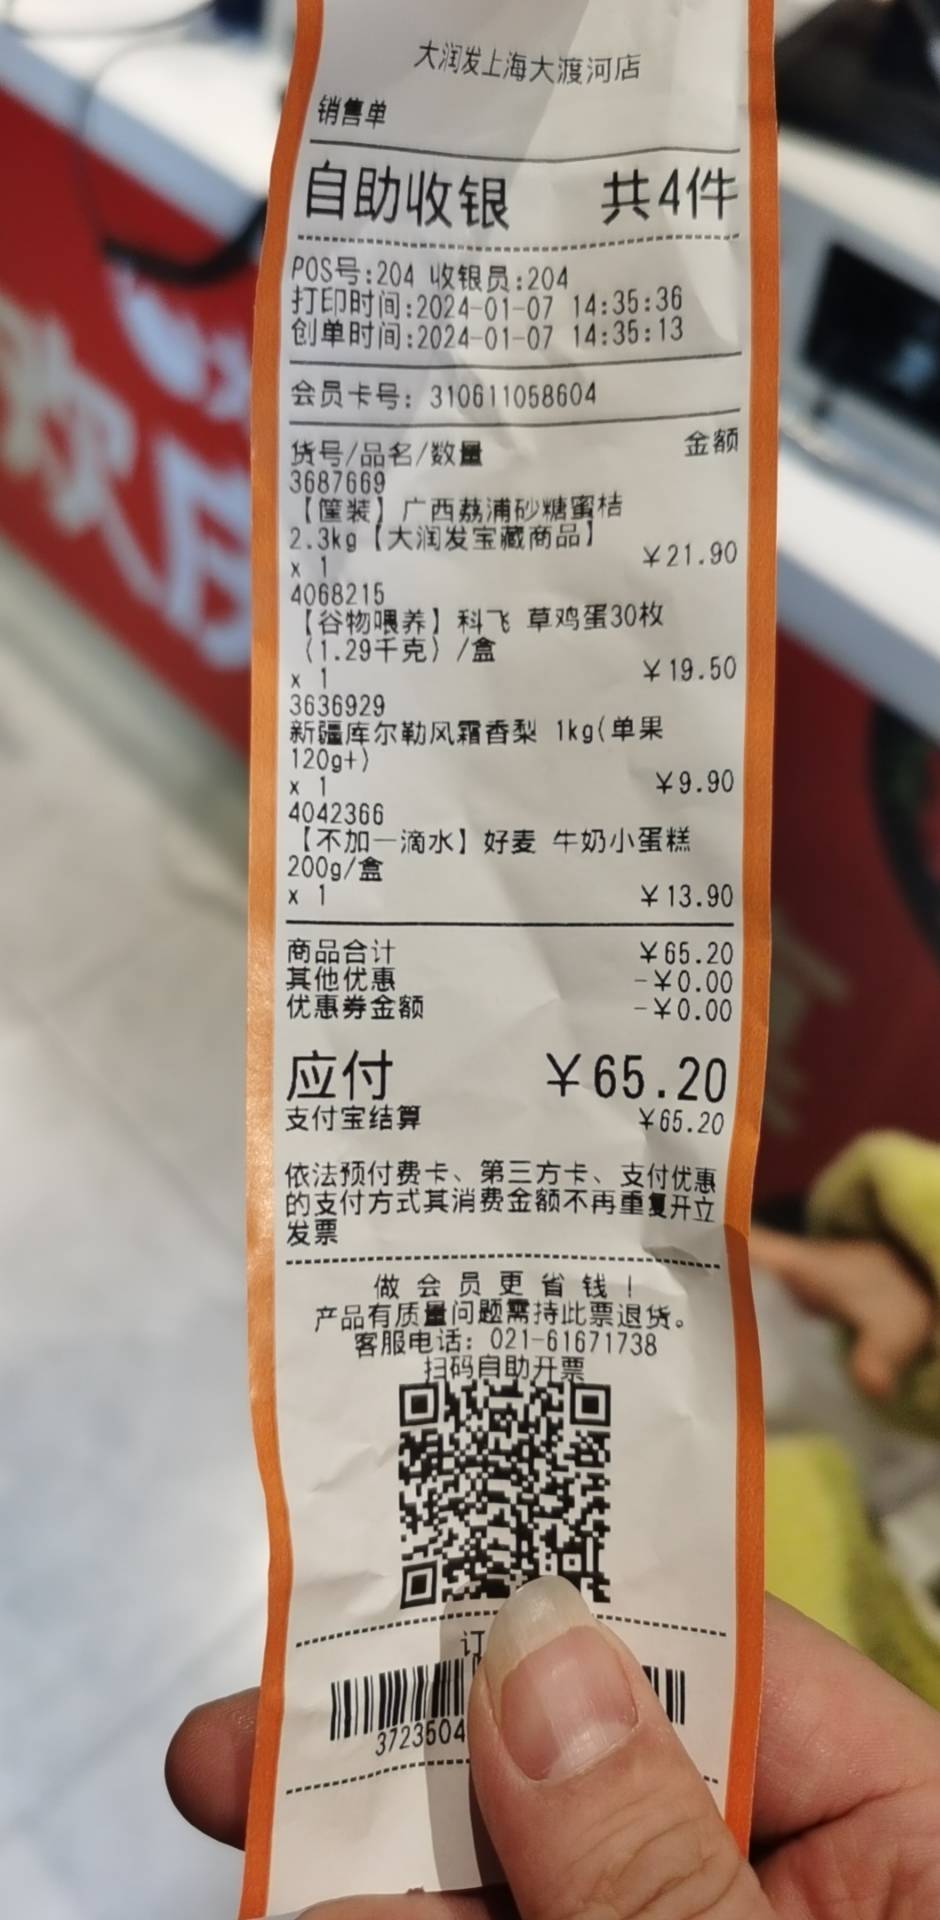 大润发上海大渡河店
销售单
自助收银 共4件
POS号:204 收银员:204
打印时间:2024-01-07 14:35:36
创单时间:2024-01-07 14:35:13
会员卡号: 310611058604
货号/品名/数量 金额
3687669
【筐装】广西荔浦砂糖蜜桔
2.3kg【大润发宝藏商品】
x 1 ¥21.90
4068215
【谷物喂养】科飞 草鸡蛋30枚
(1.29千克)/盒
x 1 ¥19.50
3636929
新疆库尔勒风霜香梨 1kg(单果
120g+)
x 1 ¥9.90
4042366
【不加一滴水】好麦 牛奶小蛋糕
200g/盒
x 1 ¥13.90
商品合计 ¥65.20
其他优惠 -¥0.00
优惠券金额 -¥0.00
应付 ¥65.20
支付宝结算 ¥65.20
依法预付费卡、第三方卡、支付优惠
的支付方式其消费金额不再重复开立
发票
做会员更省钱!
产品有质量问题需持此票退货。
客服电话: 021-61671738
扫码自助开票
订
3723504